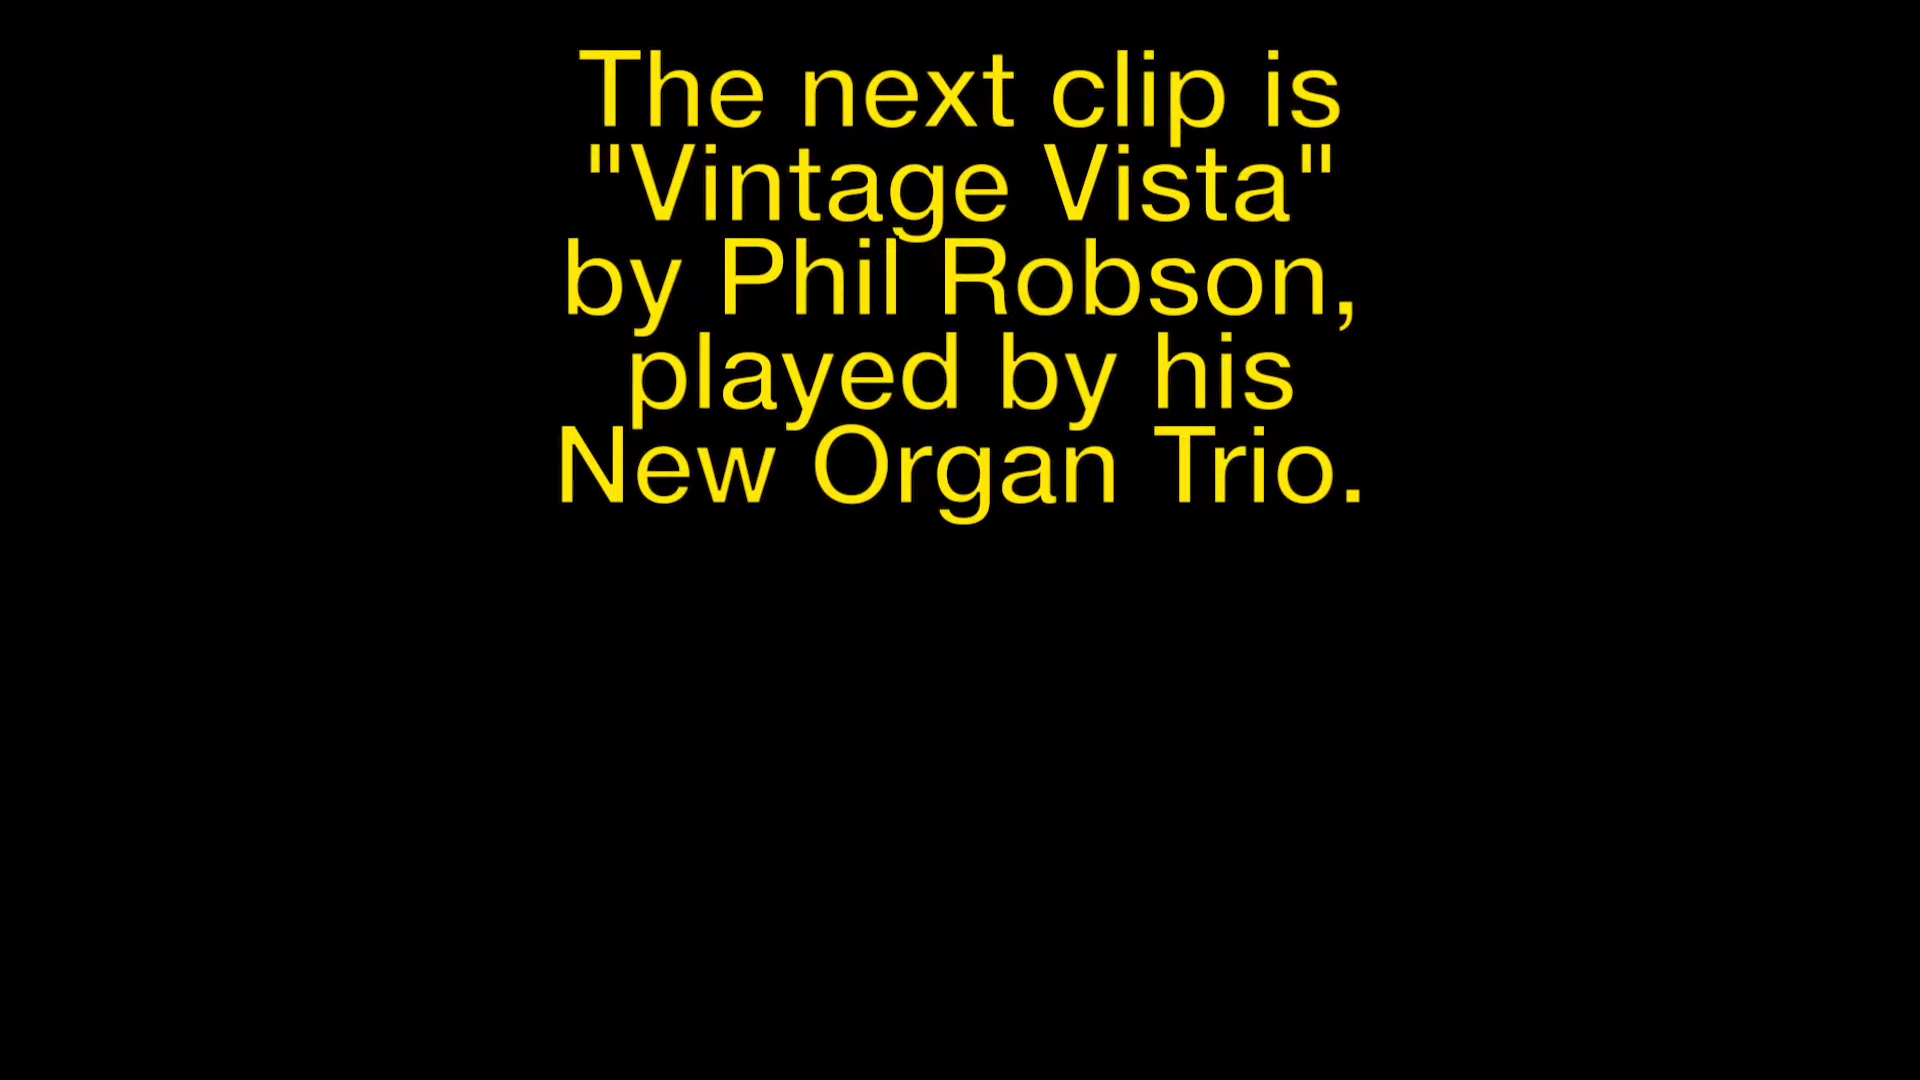 The next clip is
"Vintage Vista"
by Phil Robson,
played by his
New Organ Trio.